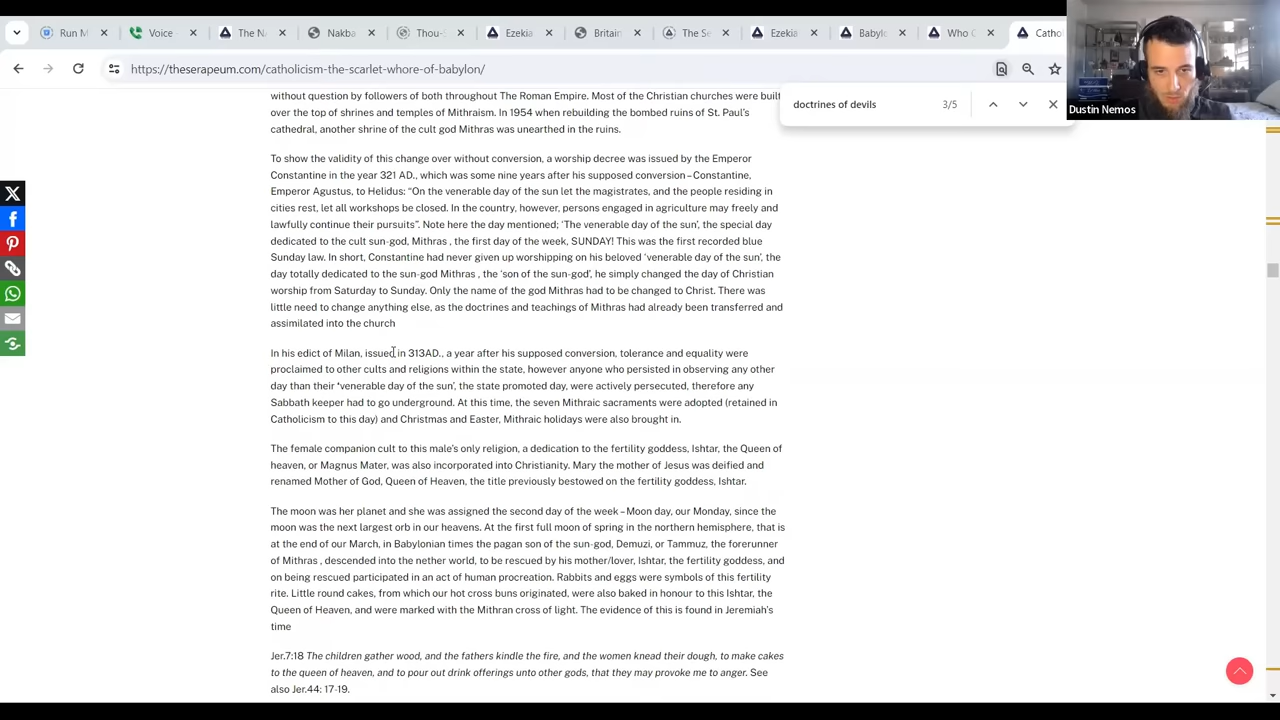 Run M
Voice -
The N
Nakba
Thou-
Ezekia
Britain
The Se
Ezekia
Babylo
Who C
Catho
https://theserapeum.com/catholicism-the-scarlet-whore-of-babylon/
doctrines of devils 3/5
Dustin Nemos
without question by followers of both throughout The Roman Empire. Most of the Christian churches were built
over the top of shrines and temples of Mithraism. In 1954 when rebuilding the bombed ruins of St. Paul's
cathedral, another shrine of the cult god Mithras was unearthed in the ruins.
To show the validity of this change over without conversion, a worship decree was issued by the Emperor
Constantine in the year 321 AD., which was some nine years after his supposed conversion – Constantine,
Emperor Agustus, to Helidus: "On the venerable day of the sun let the magistrates, and the people residing in
cities rest, let all workshops be closed. In the country, however, persons engaged in agriculture may freely and
lawfully continue their pursuits". Note here the day mentioned; 'The venerable day of the sun', the special day
dedicated to the cult sun-god, Mithras , the first day of the week, SUNDAY! This was the first recorded blue
Sunday law. In short, Constantine had never given up worshipping on his beloved 'venerable day of the sun', the
day totally dedicated to the sun-god Mithras , the 'son of the sun-god', he simply changed the day of Christian
worship from Saturday to Sunday. Only the name of the god Mithras had to be changed to Christ. There was
little need to change anything else, as the doctrines and teachings of Mithras had already been transferred and
assimilated into the church
In his edict of Milan, issued in 313AD., a year after his supposed conversion, tolerance and equality were
proclaimed to other cults and religions within the state, however anyone who persisted in observing any other
day than their 'venerable day of the sun', the state promoted day, were actively persecuted, therefore any
Sabbath keeper had to go underground. At this time, the seven Mithraic sacraments were adopted (retained in
Catholicism to this day) and Christmas and Easter, Mithraic holidays were also brought in.
The female companion cult to this male's only religion, a dedication to the fertility goddess, Ishtar, the Queen of
heaven, or Magnus Mater, was also incorporated into Christianity. Mary the mother of Jesus was deified and
renamed Mother of God, Queen of Heaven, the title previously bestowed on the fertility goddess, Ishtar.
The moon was her planet and she was assigned the second day of the week – Moon day, our Monday, since the
moon was the next largest orb in our heavens. At the first full moon of spring in the northern hemisphere, that is
at the end of our March, in Babylonian times the pagan son of the sun-god, Demuzi, or Tammuz, the forerunner
of Mithras , descended into the nether world, to be rescued by his mother/lover, Ishtar, the fertility goddess, and
on being rescued participated in an act of human procreation. Rabbits and eggs were symbols of this fertility
rite. Little round cakes, from which our hot cross buns originated, were also baked in honour to this Ishtar, the
Queen of Heaven, and were marked with the Mithran cross of light. The evidence of this is found in Jeremiah's
time
Jer.7:18 The children gather wood, and the fathers kindle the fire, and the women knead their dough, to make cakes
to the queen of heaven, and to pour out drink offerings unto other gods, that they may provoke me to anger. See
also Jer.44: 17-19.